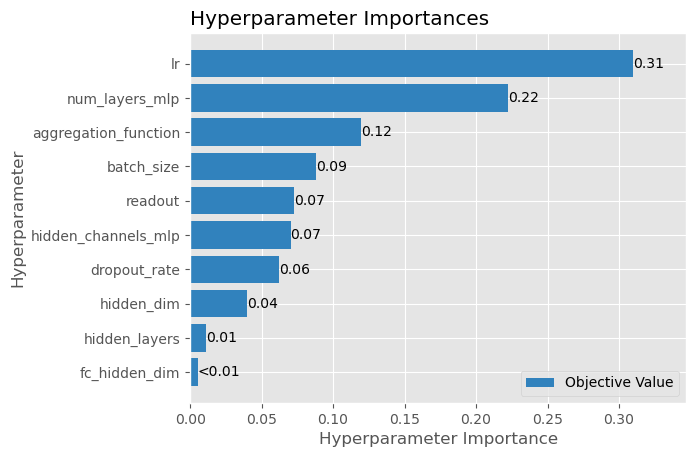 Hyperparameter Importances
lr
0.31
num_layers_mlp
0.22
aggregation_function
0.12
batch_size
0.09
readout
0.07
hidden_channels_mlp
0.07
dropout_rate
0.06
hidden_dim
0.04
hidden_layers
0.01
fc_hidden_dim
<0.01
Hyperparameter
Objective Value
0.00 0.05 0.10 0.15 0.20 0.25 0.30
Hyperparameter Importance